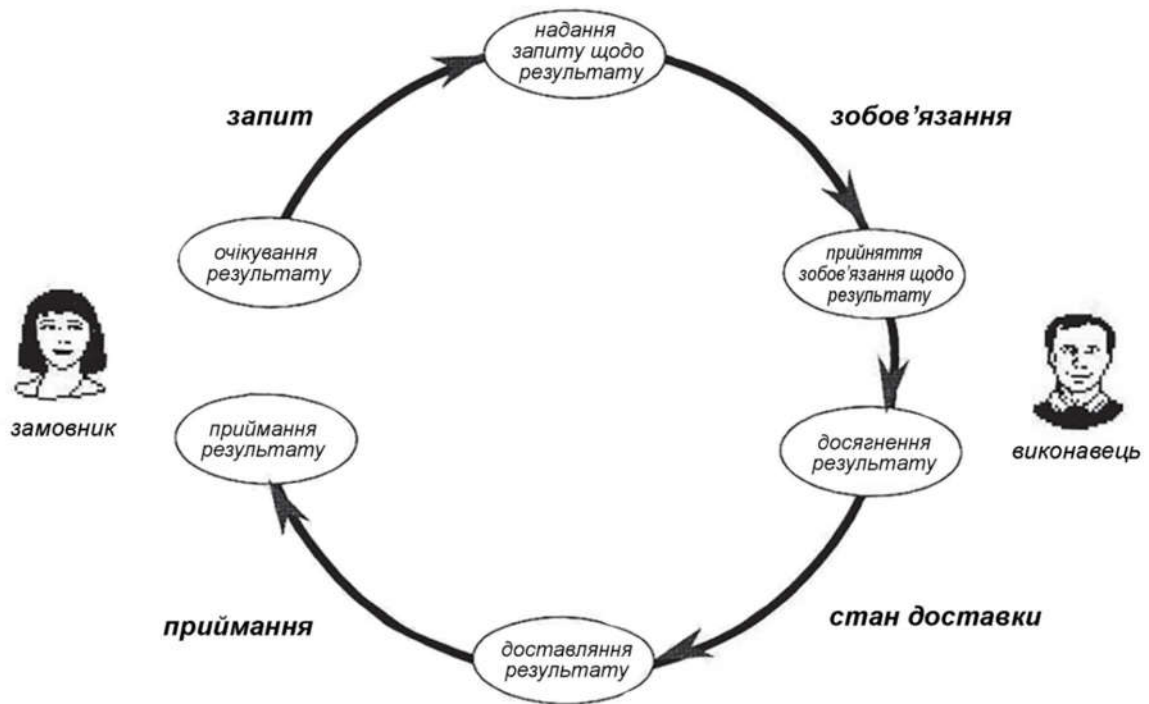 надання
запиту щодо
результату
запит
зобов’язання
очікування
результату
прийняття
зобов’язання щодо
результату
замовник
приймання
результату
досягнення
результату
виконавець
приймання
стан доставки
доставляння
результату